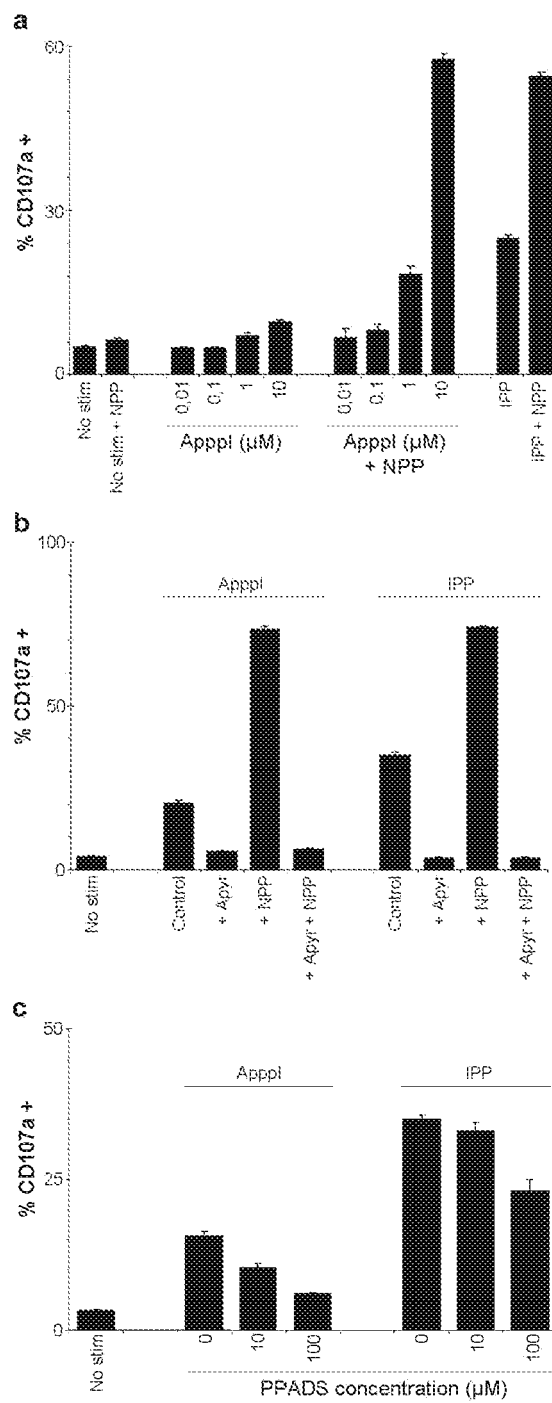 a
% CD107a +
60
30
0
No stim
No stim + NPP
0,01
0,1
1
10
ApppI (µM)
0,01
0,1
1
10
ApppI (µM)
+ NPP
IPP
IPP + NPP
b
% CD107a +
100
50
0
ApppI
IPP
No stim
Control
+ Apyr
+ NPP
+ Apyr + NPP
Control
+ Apyr
+ NPP
+ Apyr + NPP
c
% CD107a +
50
25
0
ApppI
IPP
No stim
0
10
100
0
10
100
PPADS concentration (µM)